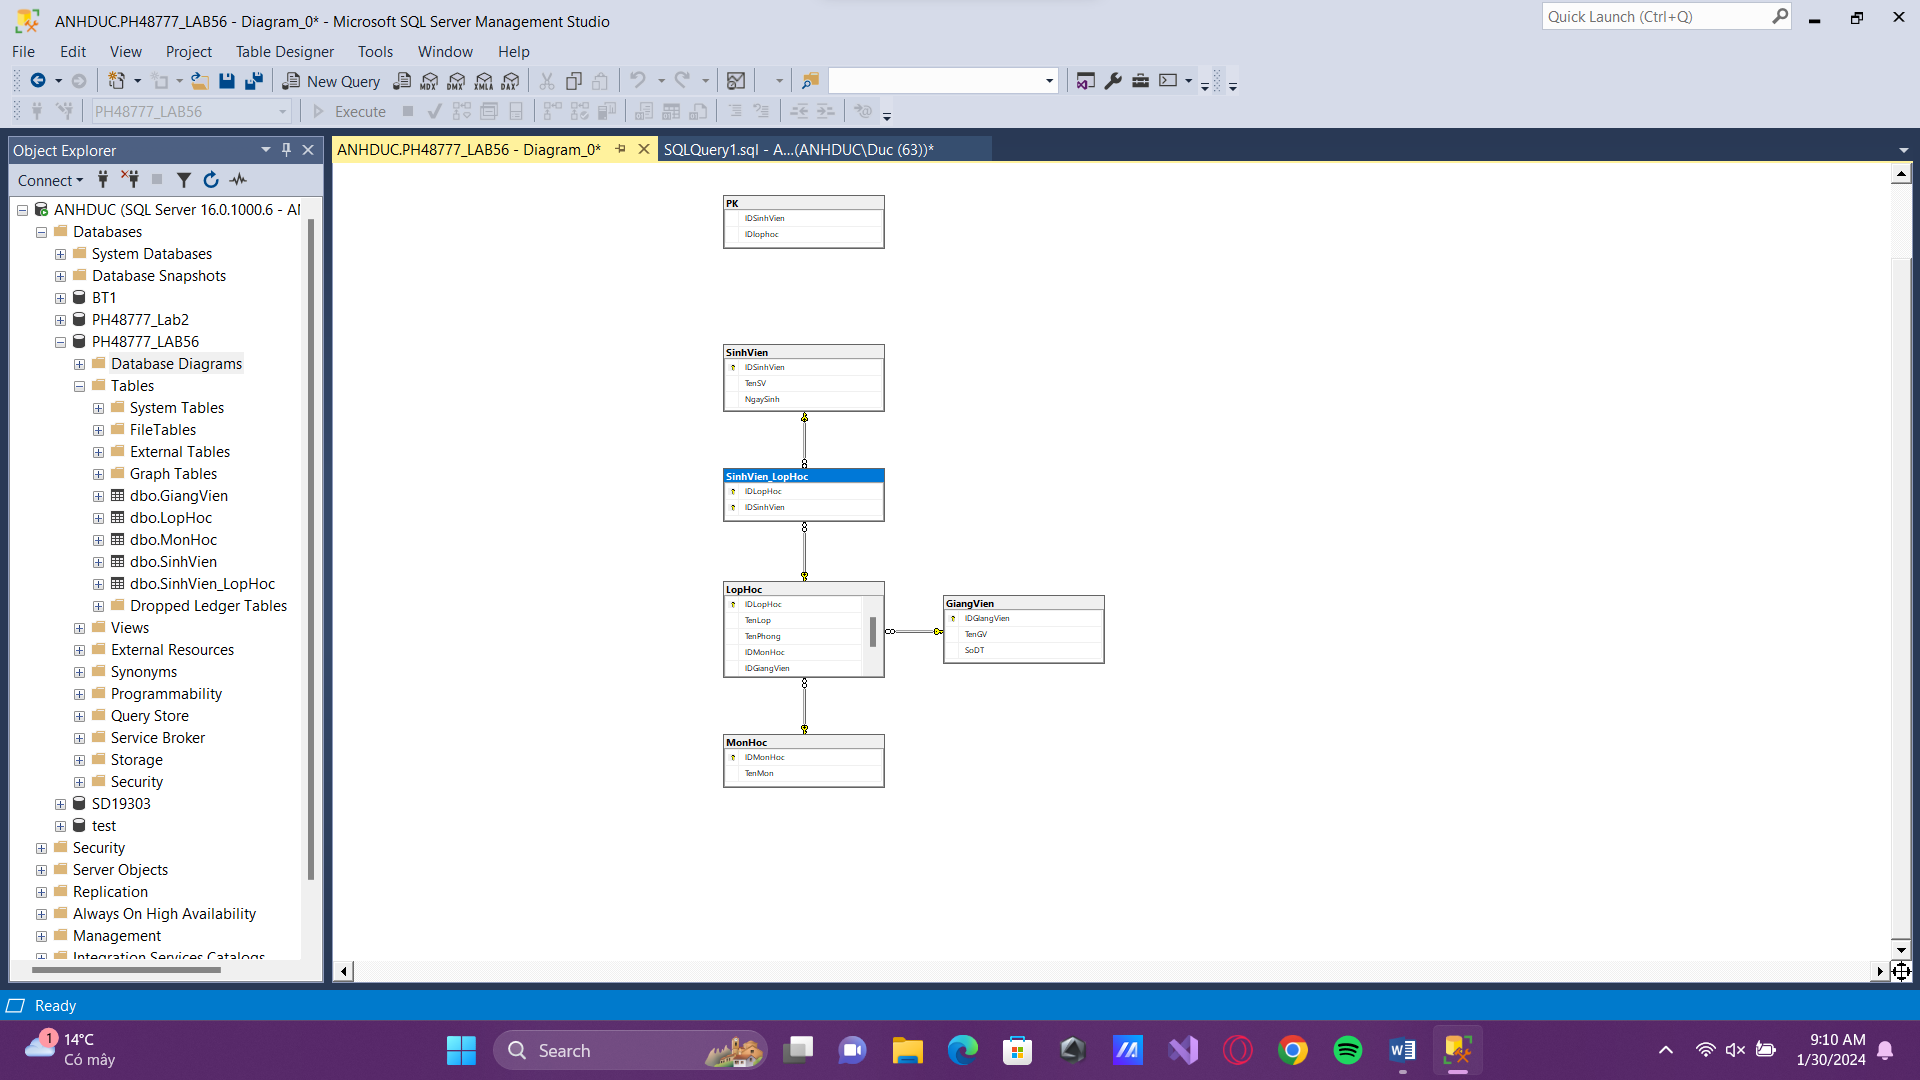 ANHDUC.PH48777_LAB56 - Diagram_0* - Microsoft SQL Server Management Studio
Quick Launch (Ctrl+Q)
File Edit View Project Table Designer Tools Window Help
New Query MDX DMX XMLA DAX
PH48777_LAB56 Execute
Object Explorer
ANHDUC.PH48777_LAB56 - Diagram_0*
SQLQuery1.sql - A...(ANHDUC\Duc (63))*
Connect
ANHDUC (SQL Server 16.0.1000.6 - AN
Databases
System Databases
Database Snapshots
BT1
PH48777_Lab2
PH48777_LAB56
Database Diagrams
Tables
System Tables
FileTables
External Tables
Graph Tables
dbo.GiangVien
dbo.LopHoc
dbo.MonHoc
dbo.SinhVien
dbo.SinhVien_LopHoc
Dropped Ledger Tables
Views
External Resources
Synonyms
Programmability
Query Store
Service Broker
Storage
Security
SD19303
test
Security
Server Objects
Replication
Always On High Availability
Management
Integration Services Catalogs
PK
IDSinhVien
IDlophoc
SinhVien
IDSinhVien
TenSV
NgaySinh
SinhVien_LopHoc
IDLopHoc
IDSinhVien
LopHoc
IDLopHoc
TenLop
TenPhong
IDMonHoc
IDGiangVien
GiangVien
IDGiangVien
TenGV
SoDT
MonHoc
IDMonHoc
TenMon
Ready
1
14°C
Có mây
Search
9:10 AM
1/30/2024